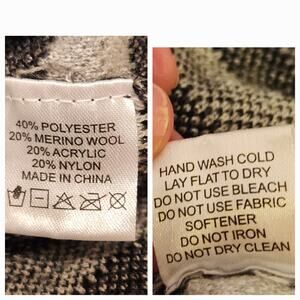 40% POLYESTER
20% MERINO WOOL
20% ACRYLIC
20% NYLON
MADE IN CHINA
HAND WASH COLD
LAY FLAT TO DRY
DO NOT USE BLEACH
DO NOT USE FABRIC
SOFTENER
DO NOT IRON
DO NOT DRY CLEAN